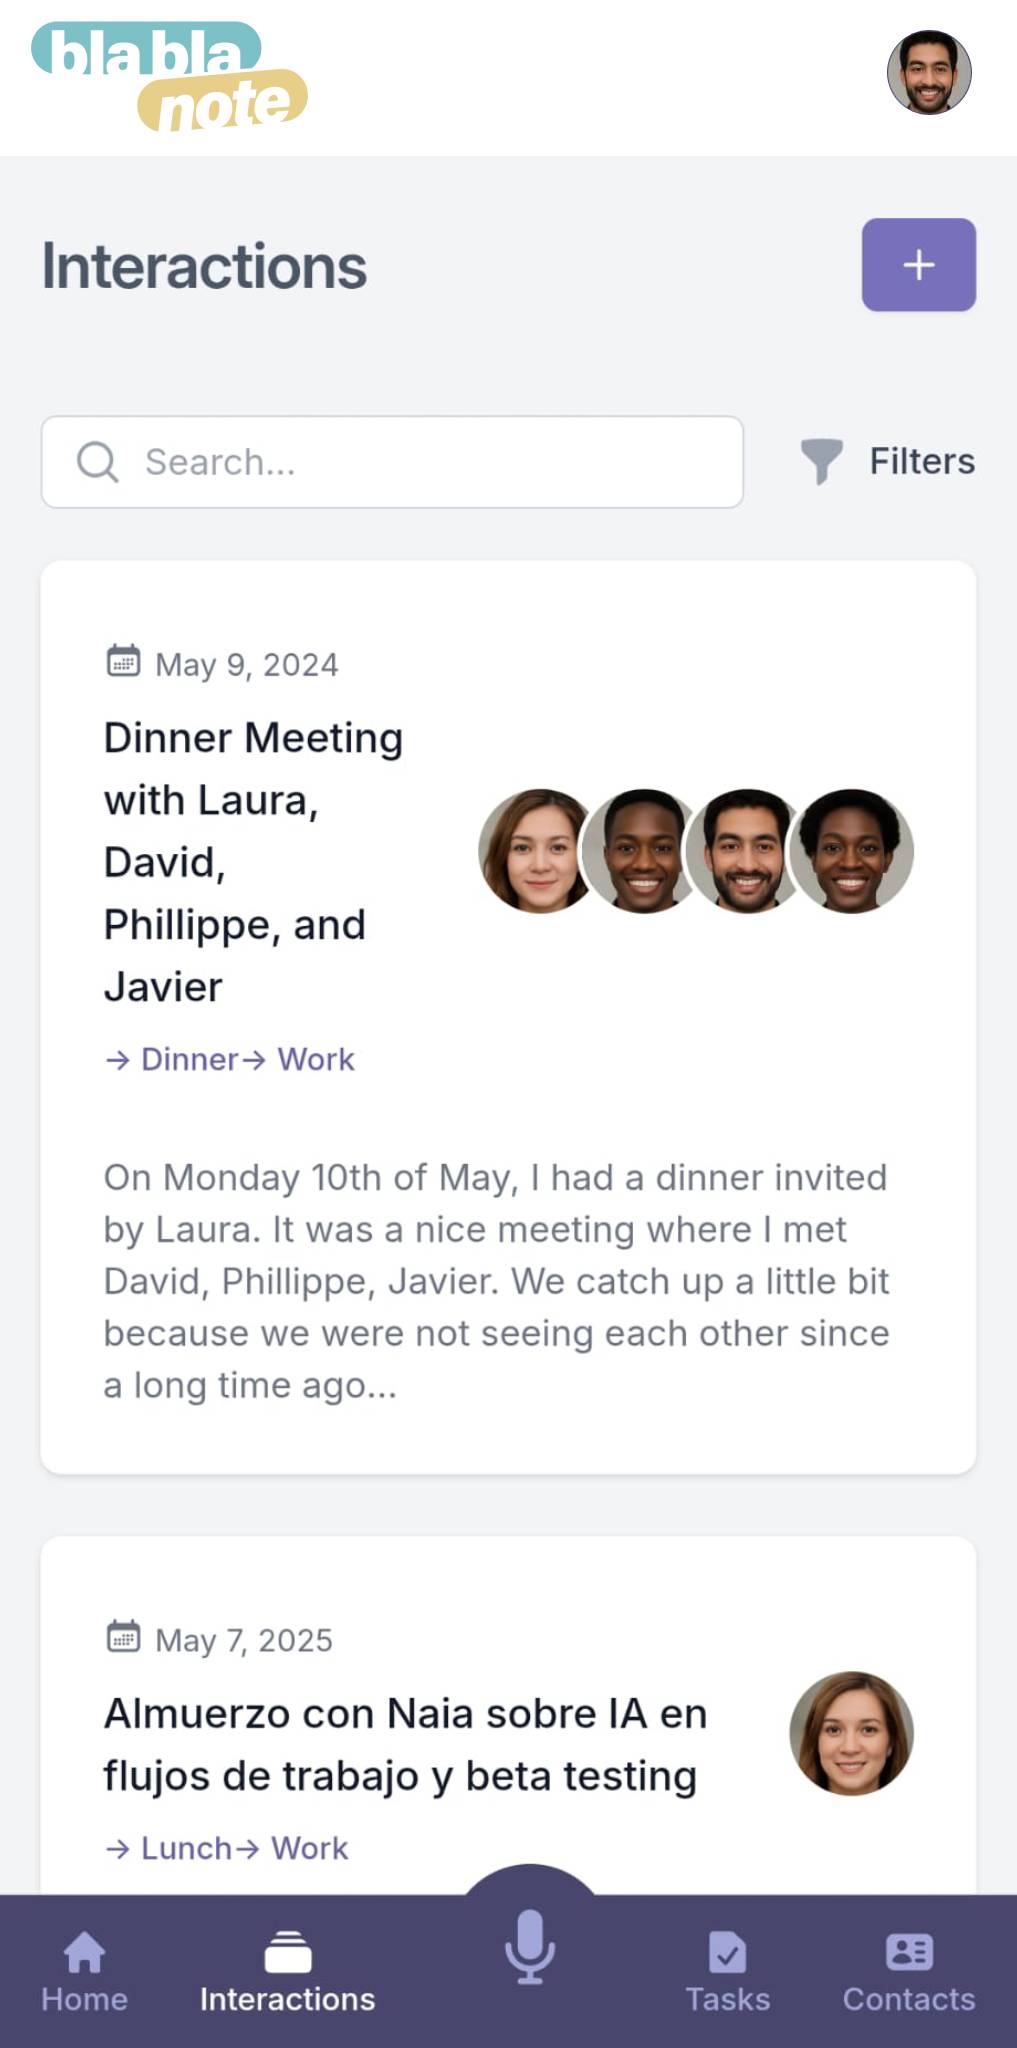 bla bla
note
Interactions
+
Search...
Filters
May 9, 2024
Dinner Meeting
with Laura,
David,
Phillippe, and
Javier
→ Dinner→ Work
On Monday 10th of May, I had a dinner invited
by Laura. It was a nice meeting where I met
David, Phillippe, Javier. We catch up a little bit
because we were not seeing each other since
a long time ago...
May 7, 2025
Almuerzo con Naia sobre IA en
flujos de trabajo y beta testing
→ Lunch→ Work
Home
Interactions
Tasks
Contacts